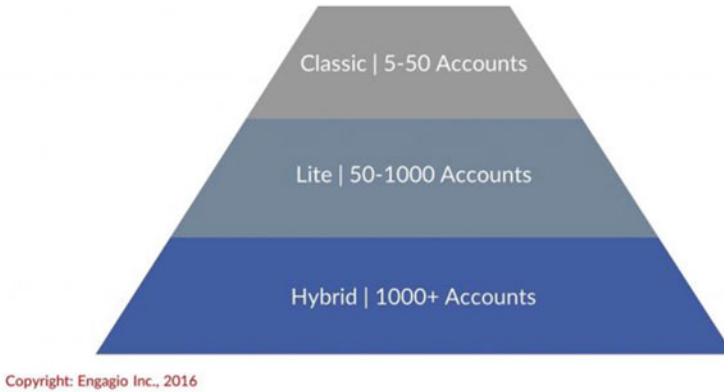 Classic | 5-50 Accounts
Lite | 50-1000 Accounts
Hybrid | 1000+ Accounts
Copyright: Engagio Inc., 2016